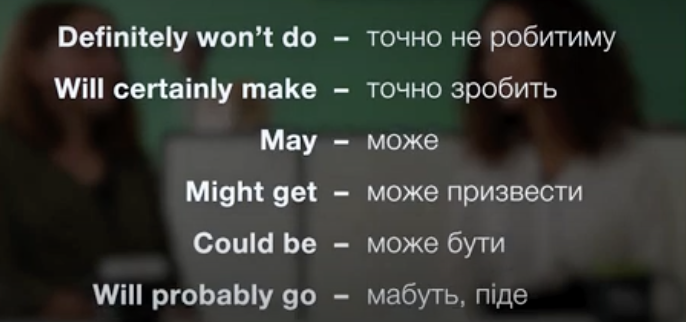 Definitely won't do – точно не робитиму
Will certainly make – точно зробить
May – може
Might get – може призвести
Could be – може бути
Will probably go – мабуть, піде